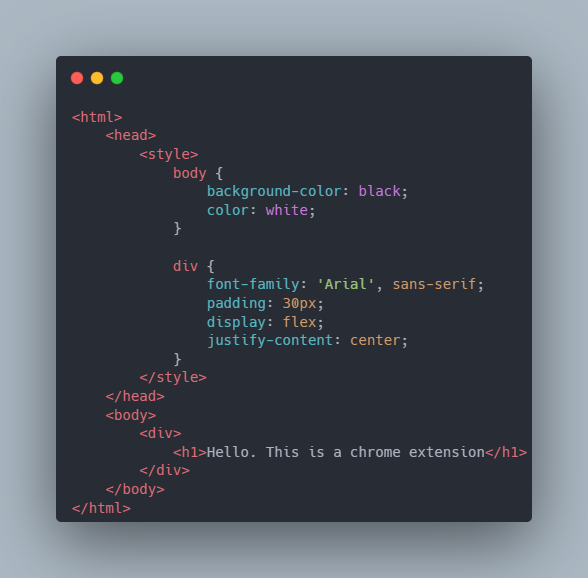 <html>
    <head>
        <style>
            body {
                background-color: black;
                color: white;
            }

            div {
                font-family: 'Arial', sans-serif;
                padding: 30px;
                display: flex;
                justify-content: center;
            }
        </style>
    </head>
    <body>
        <div>
            <h1>Hello. This is a chrome extension</h1>
        </div>
    </body>
</html>